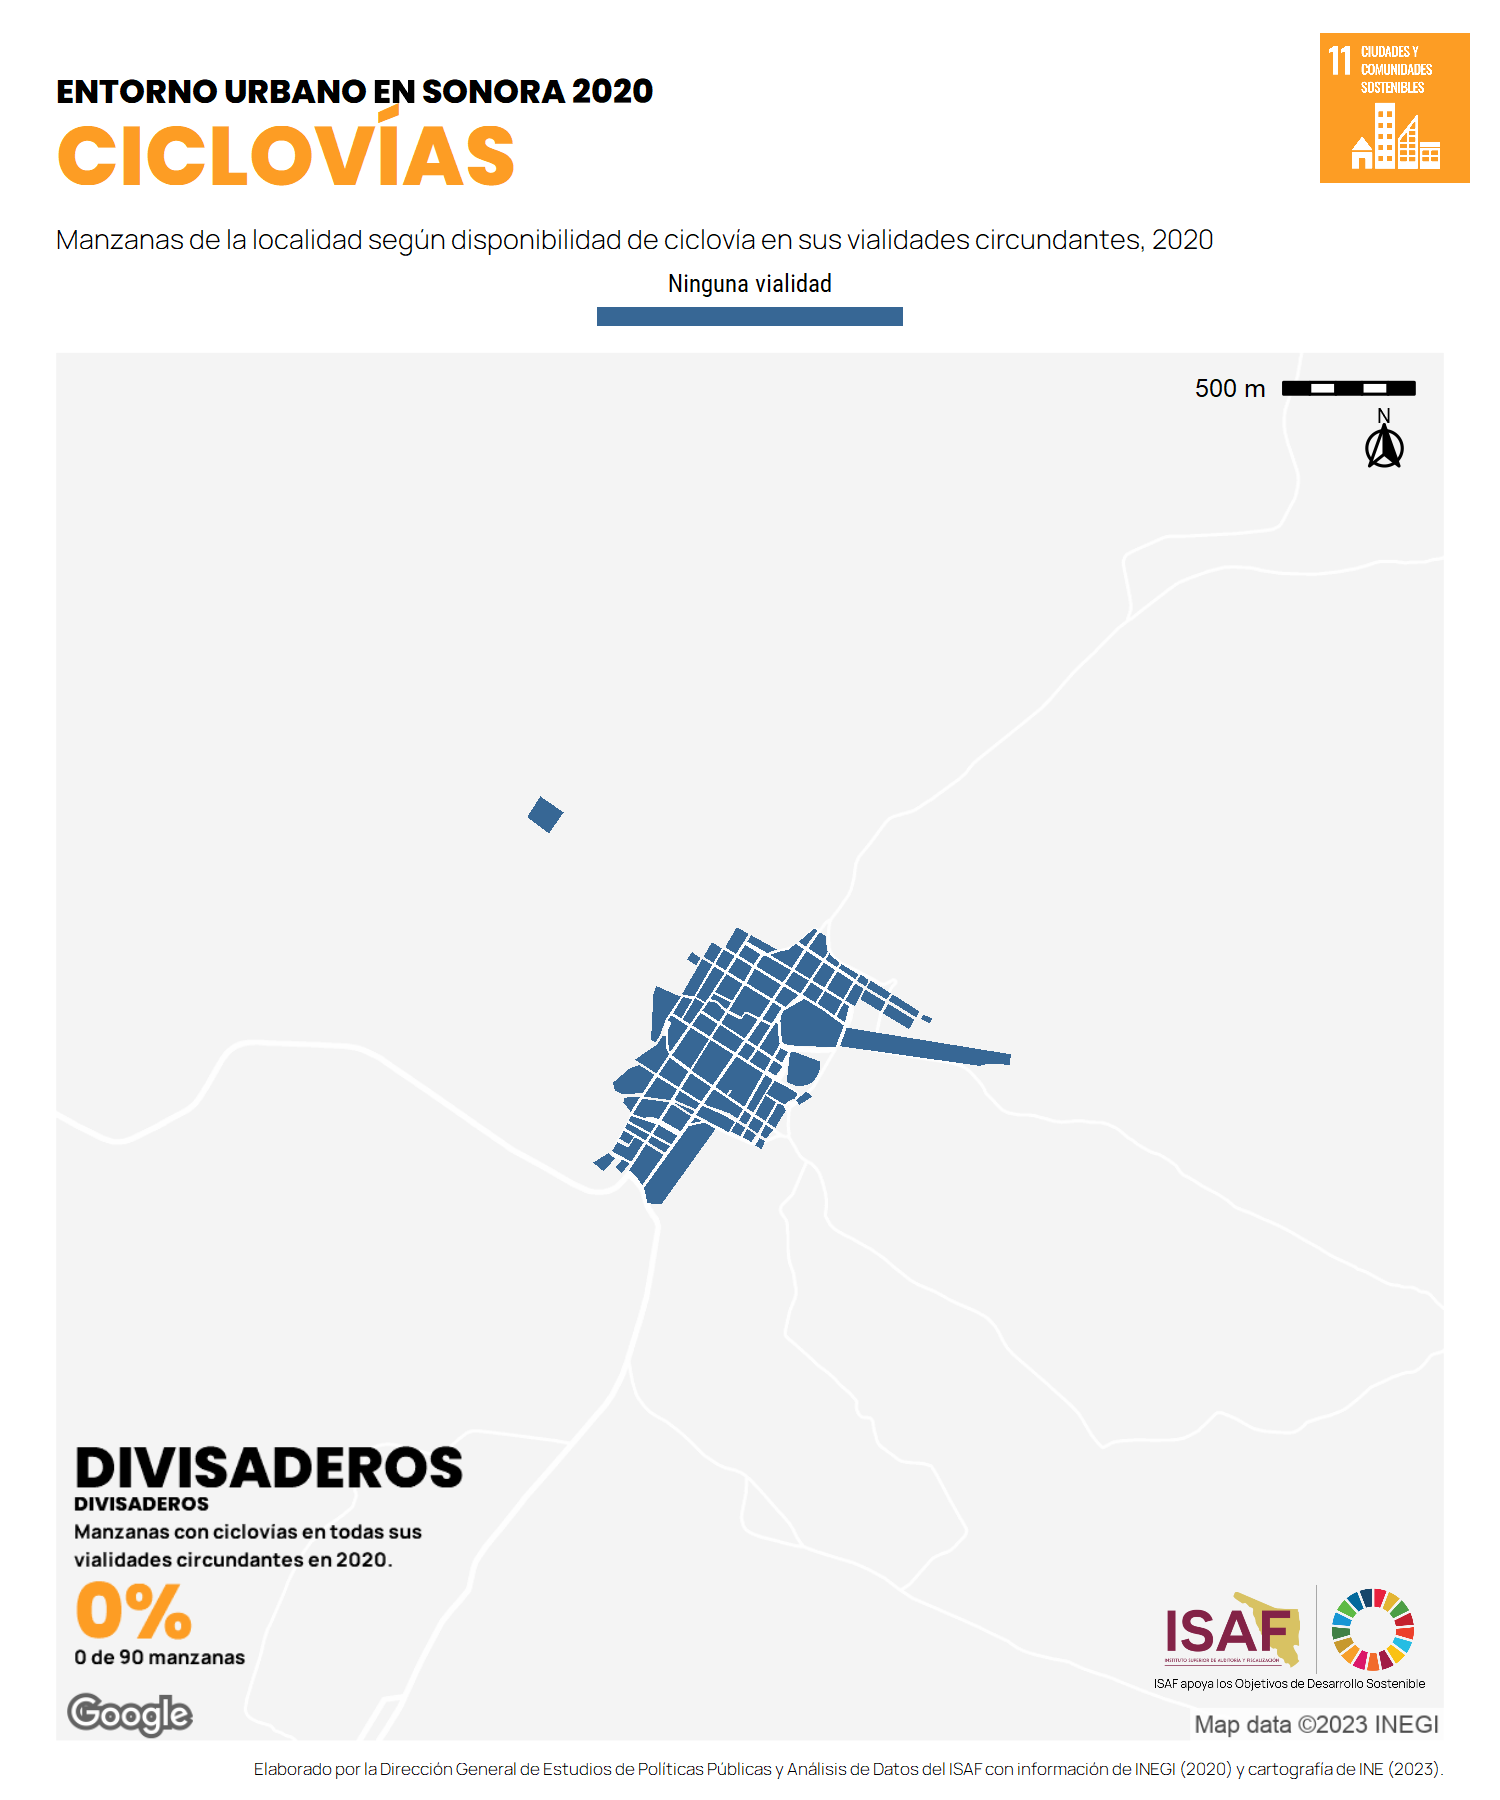 ENTORNO URBANO EN SONORA 2020
CICLOVÍAS
11 CIUDADES Y
COMUNIDADES
SOSTENIBLES
Manzanas de la localidad según disponibilidad de ciclovía en sus vialidades circundantes, 2020
Ninguna vialidad
500 m
N
DIVISADEROS
DIVISADEROS
Manzanas con ciclovias en todas sus
vialidades circundantes en 2020.
0%
0 de 90 manzanas
Google
ISAF
INSTITUTO SUPERIOR DE AUDITORÍA Y FISCALIZACIÓN
ISAF apoya los Objetivos de Desarrollo Sostenible
Map data ©2023 INEGI
Elaborado por la Dirección General de Estudios de Políticas Públicas y Análisis de Datos del ISAF con información de INEGI (2020) y cartografía de INE (2023).